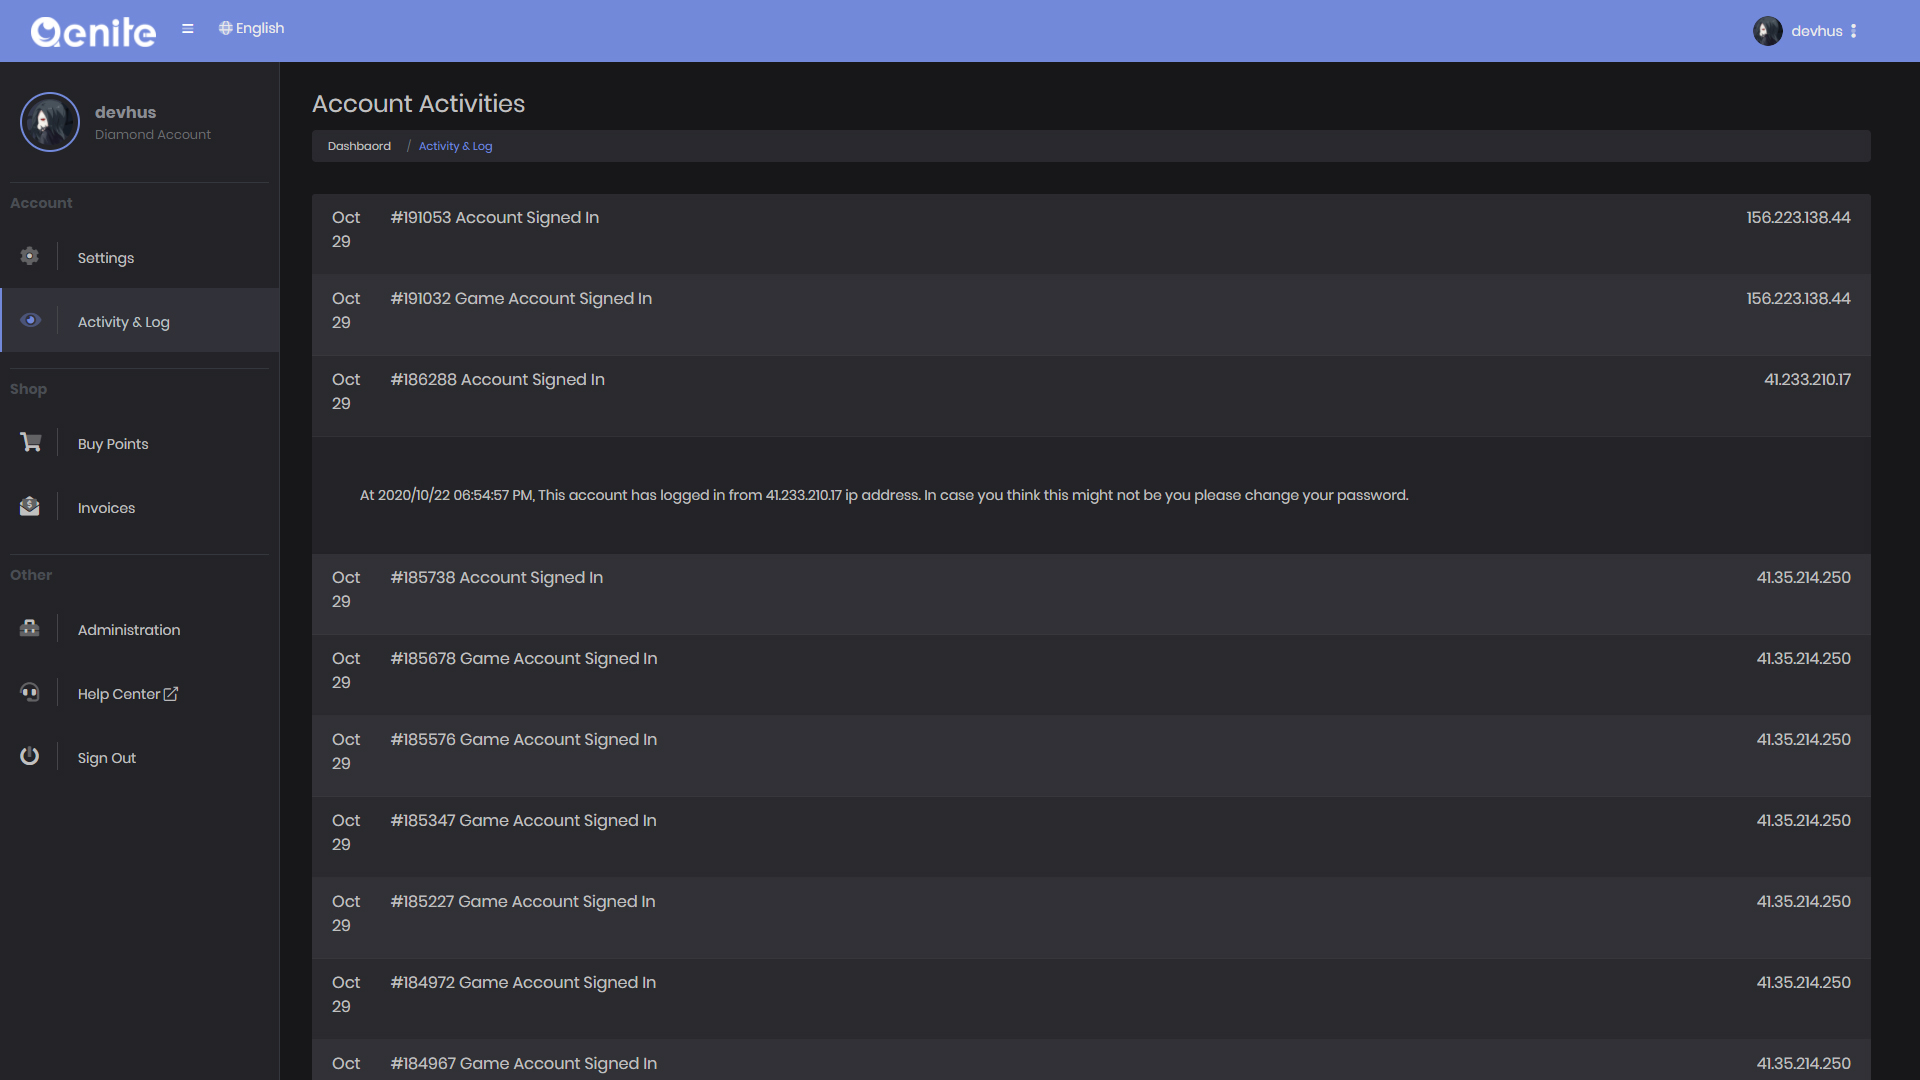 Qenite
English
devhus
devhus
Diamond Account
Account
Settings
Activity & Log
Shop
Buy Points
Invoices
Other
Administration
Help Center
Sign Out
Account Activities
Dashbaord / Activity & Log
Oct 29 #191053 Account Signed In 156.223.138.44
Oct 29 #191032 Game Account Signed In 156.223.138.44
Oct 29 #186288 Account Signed In 41.233.210.17
At 2020/10/22 06:54:57 PM, This account has logged in from 41.233.210.17 ip address. In case you think this might not be you please change your password.
Oct 29 #185738 Account Signed In 41.35.214.250
Oct 29 #185678 Game Account Signed In 41.35.214.250
Oct 29 #185576 Game Account Signed In 41.35.214.250
Oct 29 #185347 Game Account Signed In 41.35.214.250
Oct 29 #185227 Game Account Signed In 41.35.214.250
Oct 29 #184972 Game Account Signed In 41.35.214.250
Oct #184967 Game Account Signed In 41.35.214.250